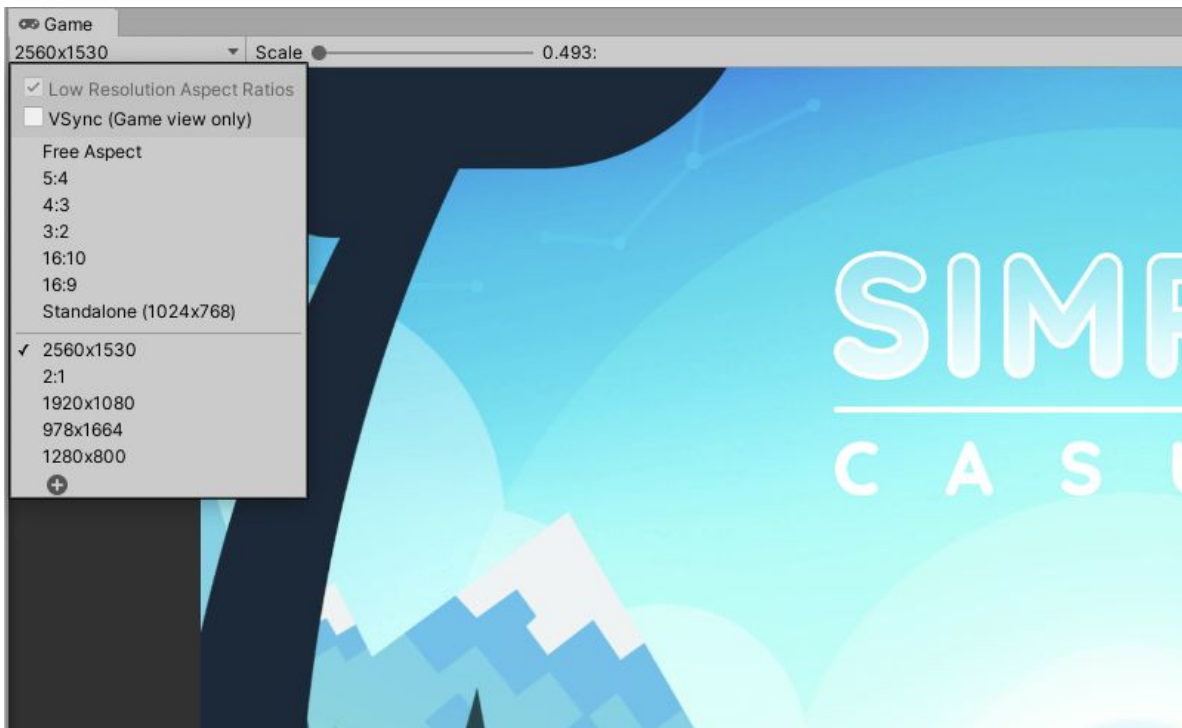 Game
2560x1530 Scale 0.493:
Low Resolution Aspect Ratios
VSync (Game view only)
Free Aspect
5:4
4:3
3:2
16:10
16:9
Standalone (1024x768)
2560x1530
2:1
1920x1080
978x1664
1280x800
SIMP
CASU